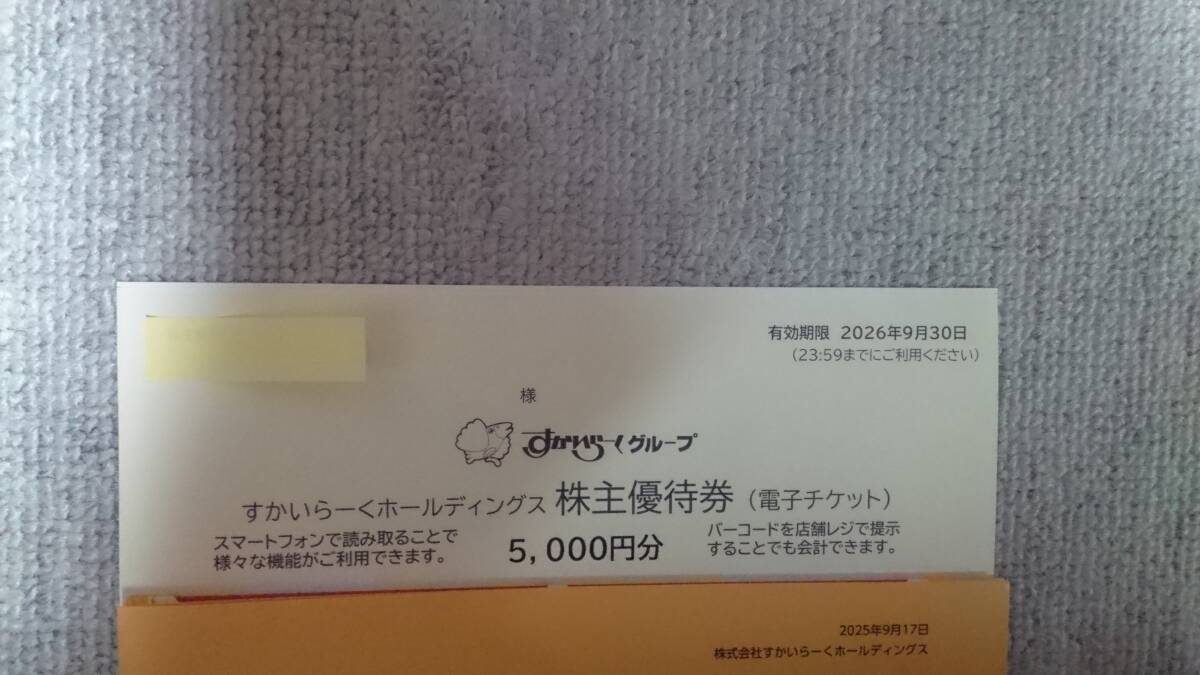 有効期限 2026年9月30日
(23:59までにご利用ください)
様
すかいらーくグループ
すかいらーくホールディングス 株主優待券(電子チケット)
スマートフォンで読み取ることで
様々な機能がご利用できます。
5,000円分
バーコードを店舗レジで提示
することでも会計できます。
2025年9月17日
株式会社すかいらーくホールディングス